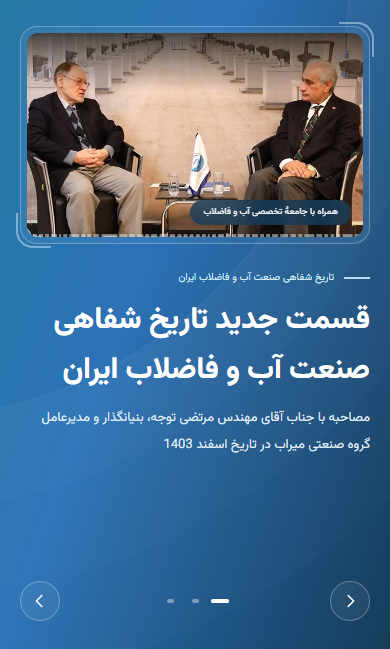 همراه با جامعهٔ تخصصی آب و فاضلاب
تاریخ شفاهی صنعت آب و فاضلاب ایران
قسمت جدید تاریخ شفاهی
صنعت آب و فاضلاب ایران
مصاحبه با جناب آقای مهندس مرتضی توجه، بنیانگذار و مدیرعامل
گروه صنعتی میراب در تاریخ اسفند 1403